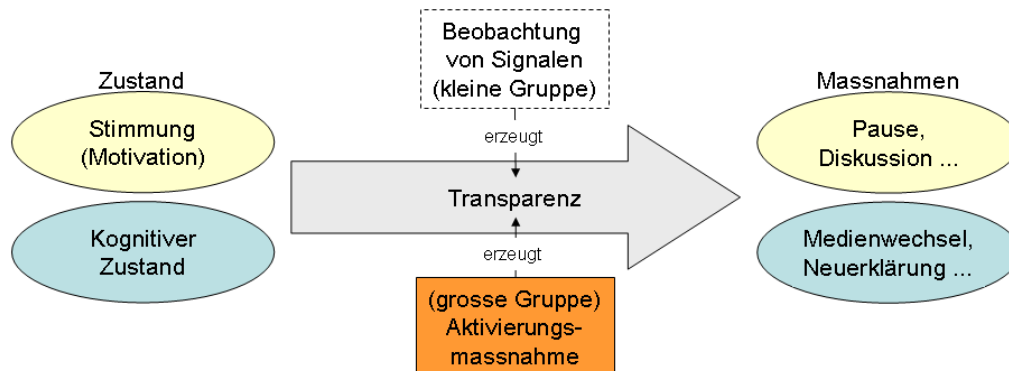 Zustand
Stimmung
(Motivation)
Kognitiver
Zustand
Beobachtung
von Signalen
(kleine Gruppe)
erzeugt
Transparenz
erzeugt
(grosse Gruppe)
Aktivierungs-
massnahme
Massnahmen
Pause,
Diskussion ...
Medienwechsel,
Neuerklärung ...